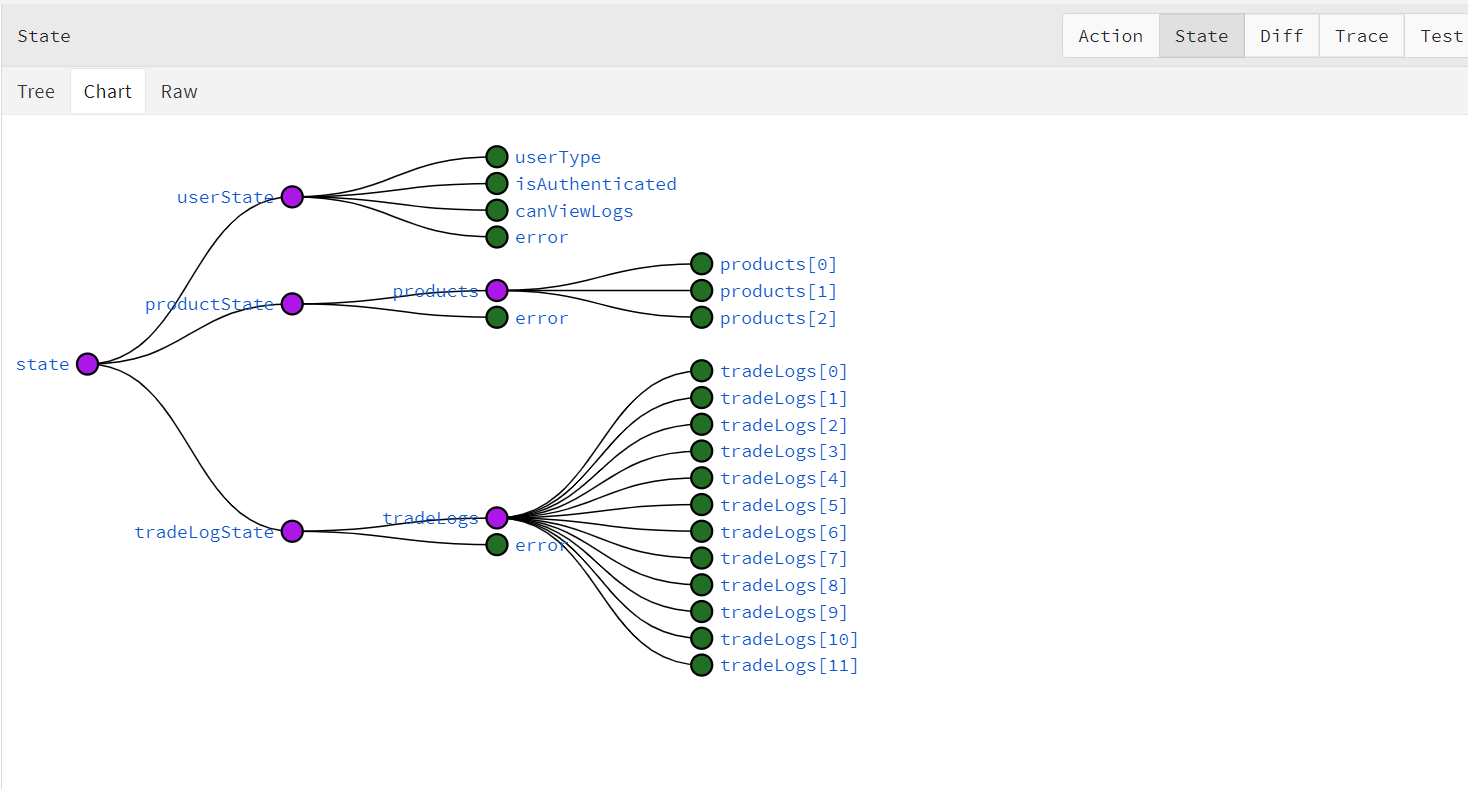 State
Action State Diff Trace Test
Tree Chart Raw
userType
userState isAuthenticated
canViewLogs
error
products[0]
products products[1]
productState
error products[2]
state
tradeLogs[0]
tradeLogs[1]
tradeLogs[2]
tradeLogs[3]
tradeLogs[4]
tradeLogs[5]
tradeLogs
tradeLogState tradeLogs[6]
error
tradeLogs[7]
tradeLogs[8]
tradeLogs[9]
tradeLogs[10]
tradeLogs[11]